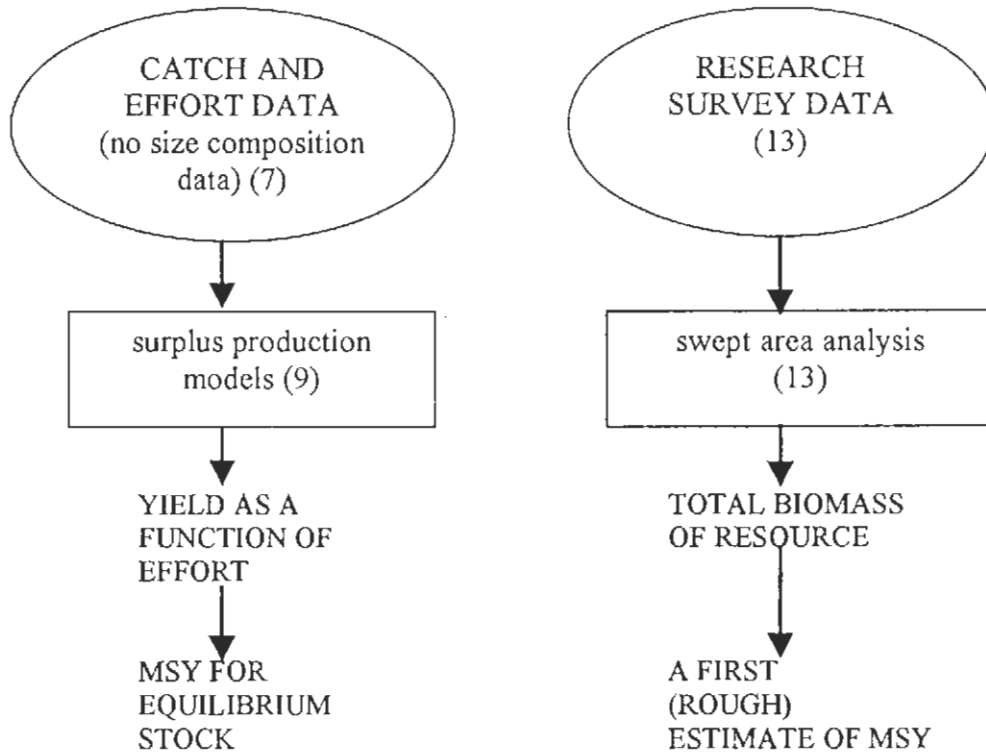 CATCH AND
EFFORT DATA
(no size composition
data) (7)
surplus production
models (9)
YIELD AS A
FUNCTION OF
EFFORT
MSY FOR
EQUILIBRIUM
STOCK
RESEARCH
SURVEY DATA
(13)
swept area analysis
(13)
TOTAL BIOMASS
OF RESOURCE
A FIRST
(ROUGH)
ESTIMATE OF MSY